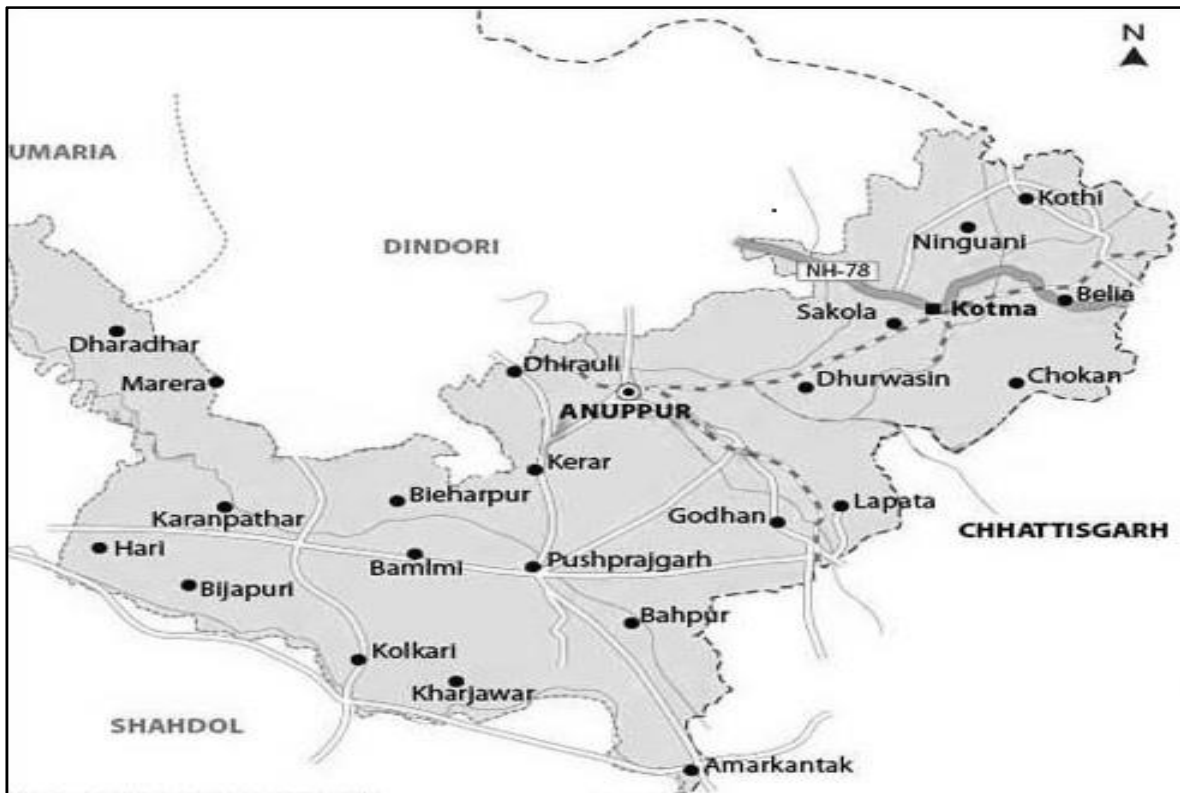 N
UMARIA
Kothi
Ninguani
DINDORI
NH-78
Belia
Sakola
Kotma
Dharadhar
Dhirauli
Marera
Dhurwasin
Chokan
ANUPPUR
Kerar
Bieharpur
Lapata
Karanpathar
Godhan
CHHATTISGARH
Hari
Bamlmi
Pushprajgarh
Bijapuri
Bahpur
Kolkari
Kharjawar
SHAHDOL
Amarkantak